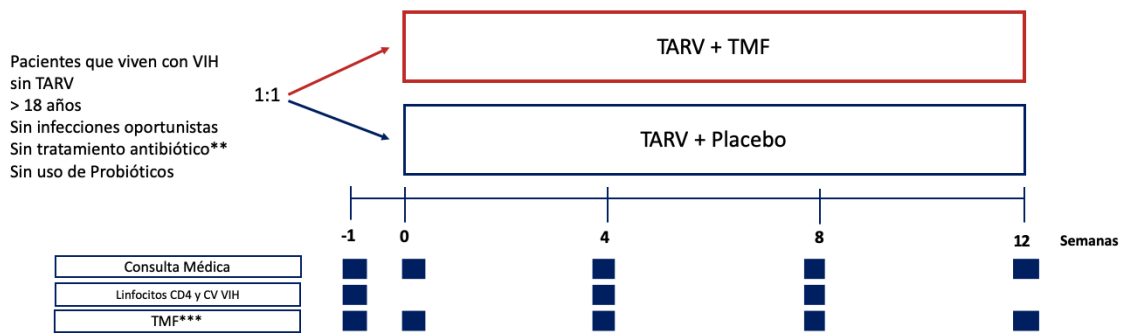 Pacientes que viven con VIH
sin TARV
> 18 años
Sin infecciones oportunistas
Sin tratamiento antibiótico**
Sin uso de Probióticos
1:1
TARV + TMF
TARV + Placebo
-1 0 4 8 12 Semanas
Consulta Médica
Linfocitos CD4 y CV VIH
TMF***